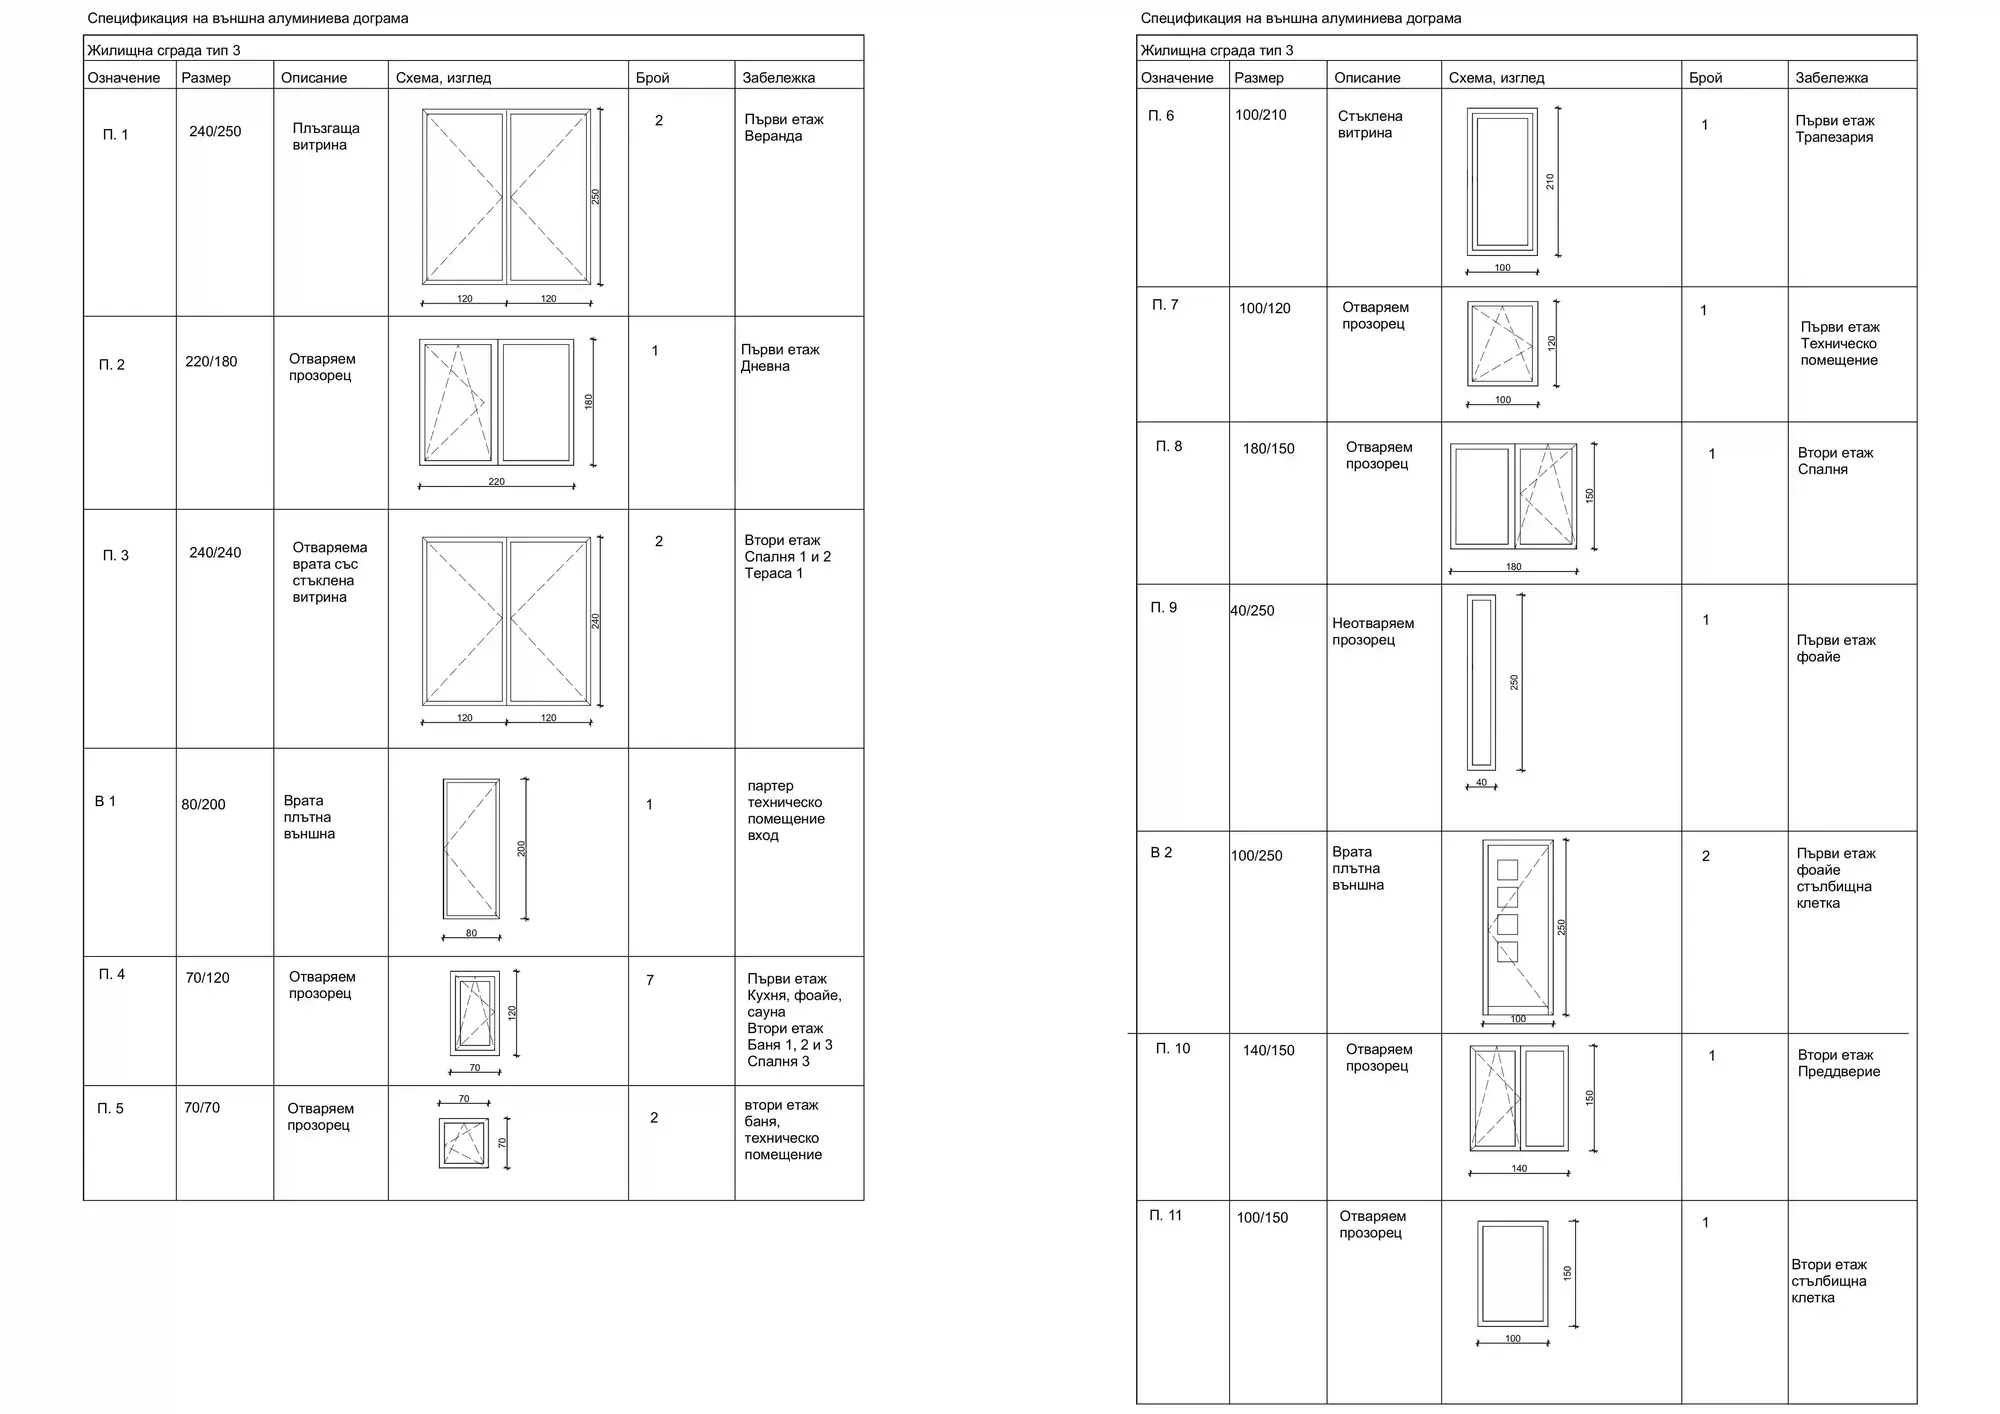 Спецификация на външна алуминиева дограма
Жилищна сграда тип 3
Означение Размер Описание Схема, изглед Брой Забележка
П. 1
240/250
Плъзгаща
витрина
250
120 120
2
Първи етаж
Веранда
П. 2
220/180
Отваряем
прозорец
180
220
1
Първи етаж
Дневна
П. 3
240/240
Отваряема
врата със
стъклена
витрина
240
120 120
2
Втори етаж
Спалня 1 и 2
Тераса 1
В 1
80/200
Врата
плътна
външна
200
80
1
партер
техническо
помещение
вход
П. 4
70/120
Отваряем
прозорец
120
70
7
Първи етаж
Кухня, фоайе,
сауна
Втори етаж
Баня 1, 2 и 3
Спалня 3
П. 5
70/70
Отваряем
прозорец
70
70
2
втори етаж
баня,
техническо
помещение
Спецификация на външна алуминиева дограма
Жилищна сграда тип 3
Означение Размер Описание Схема, изглед Брой Забележка
П. 6
100/210
Стъклена
витрина
210
100
1
Първи етаж
Трапезария
П. 7
100/120
Отваряем
прозорец
120
100
1
Първи етаж
Техническо
помещение
П. 8
180/150
Отваряем
прозорец
150
180
1
Втори етаж
Спалня
П. 9
40/250
Неотваряем
прозорец
250
40
1
Първи етаж
фоайе
В 2
100/250
Врата
плътна
външна
250
100
2
Първи етаж
фоайе
стълбищна
клетка
П. 10
140/150
Отваряем
прозорец
150
140
1
Втори етаж
Преддверие
П. 11
100/150
Отваряем
прозорец
150
100
1
Втори етаж
стълбищна
клетка